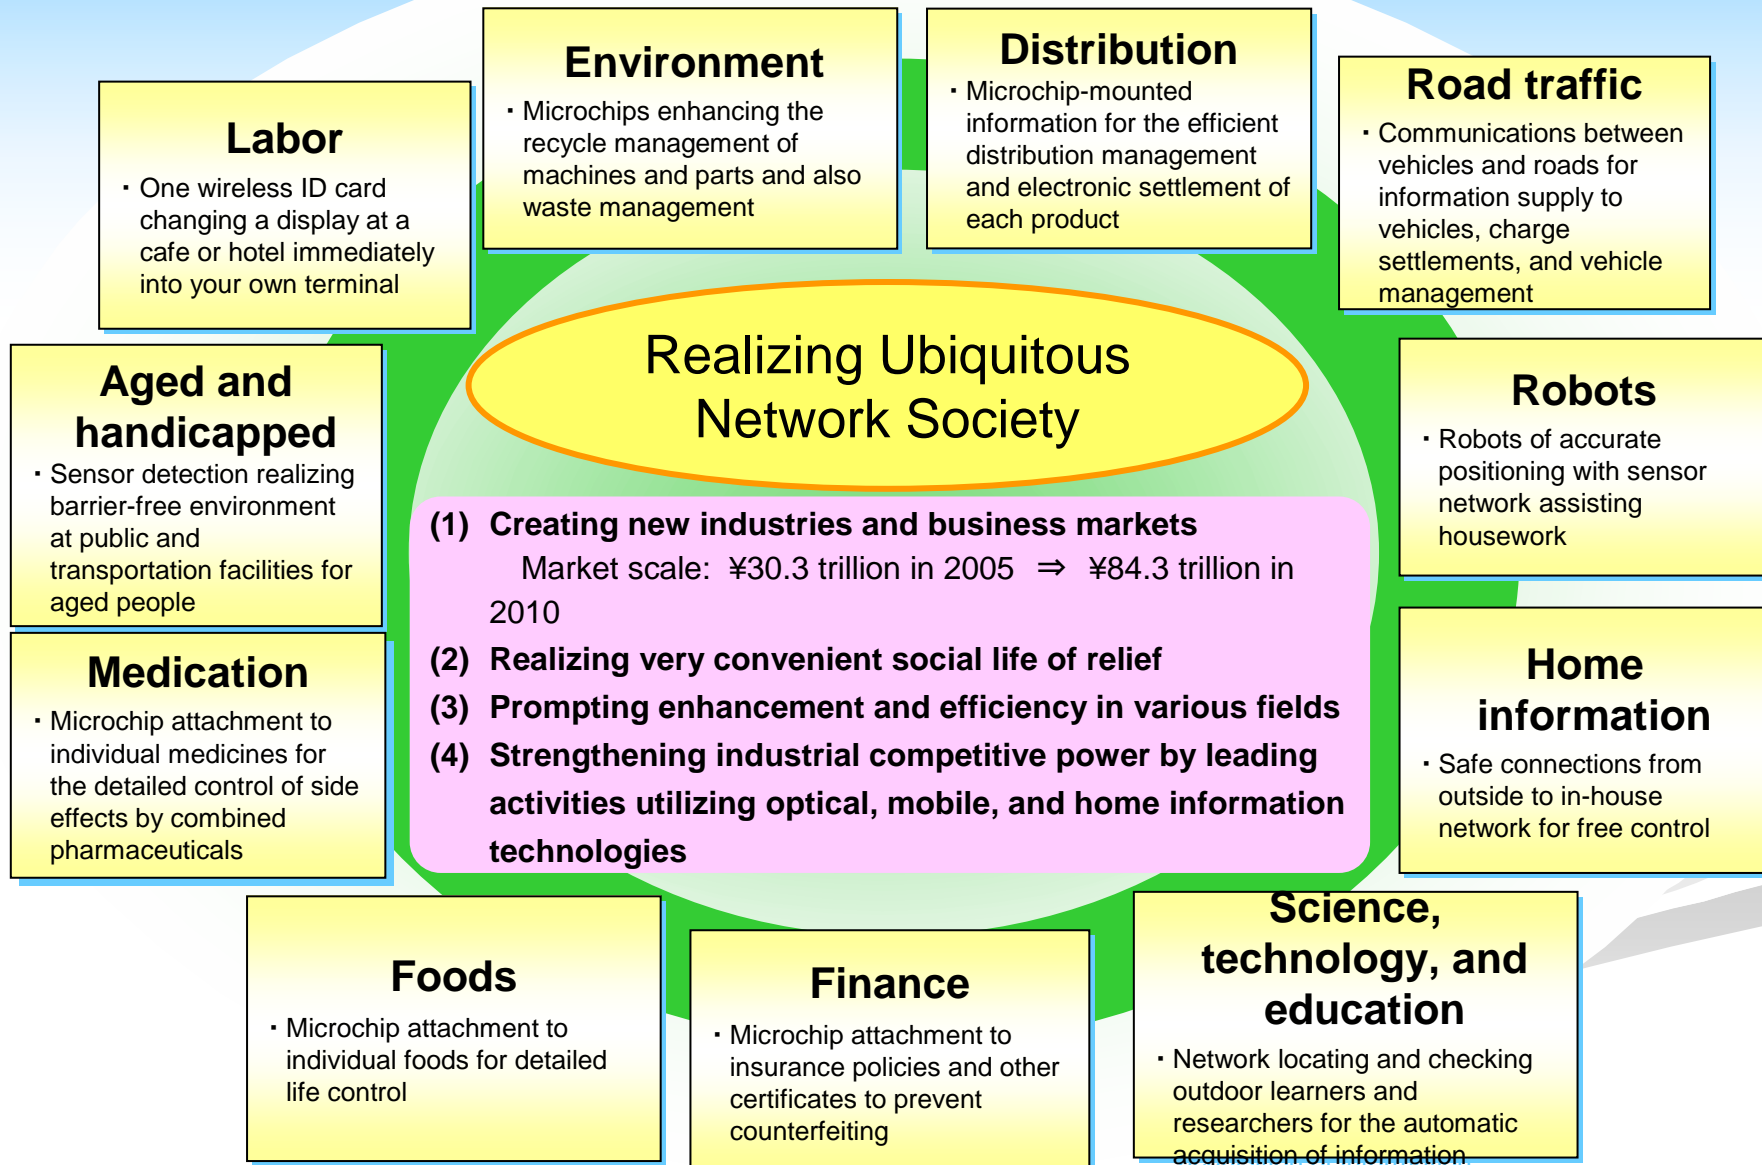 Environment
・Microchips enhancing the
recycle management of
machines and parts and also
waste management
Distribution
・Microchip-mounted
information for the efficient
distribution management
and electronic settlement of
each product
Road traffic
・Communications between
vehicles and roads for
information supply to
vehicles, charge
settlements, and vehicle
management
Labor
・One wireless ID card
changing a display at a
cafe or hotel immediately
into your own terminal
Realizing Ubiquitous
Network Society
Aged and
handicapped
・Sensor detection realizing
barrier-free environment
at public and
transportation facilities for
aged people
Robots
・Robots of accurate
positioning with sensor
network assisting
housework
(1) Creating new industries and business markets
Market scale: ¥30.3 trillion in 2005 ⇒ ¥84.3 trillion in
2010
(2) Realizing very convenient social life of relief
(3) Prompting enhancement and efficiency in various fields
(4) Strengthening industrial competitive power by leading
activities utilizing optical, mobile, and home information
technologies
Medication
・Microchip attachment to
individual medicines for
the detailed control of side
effects by combined
pharmaceuticals
Home
information
・Safe connections from
outside to in-house
network for free control
Foods
・Microchip attachment to
individual foods for detailed
life control
Finance
・Microchip attachment to
insurance policies and other
certificates to prevent
counterfeiting
Science,
technology, and
education
・Network locating and checking
outdoor learners and
researchers for the automatic
acquisition of information